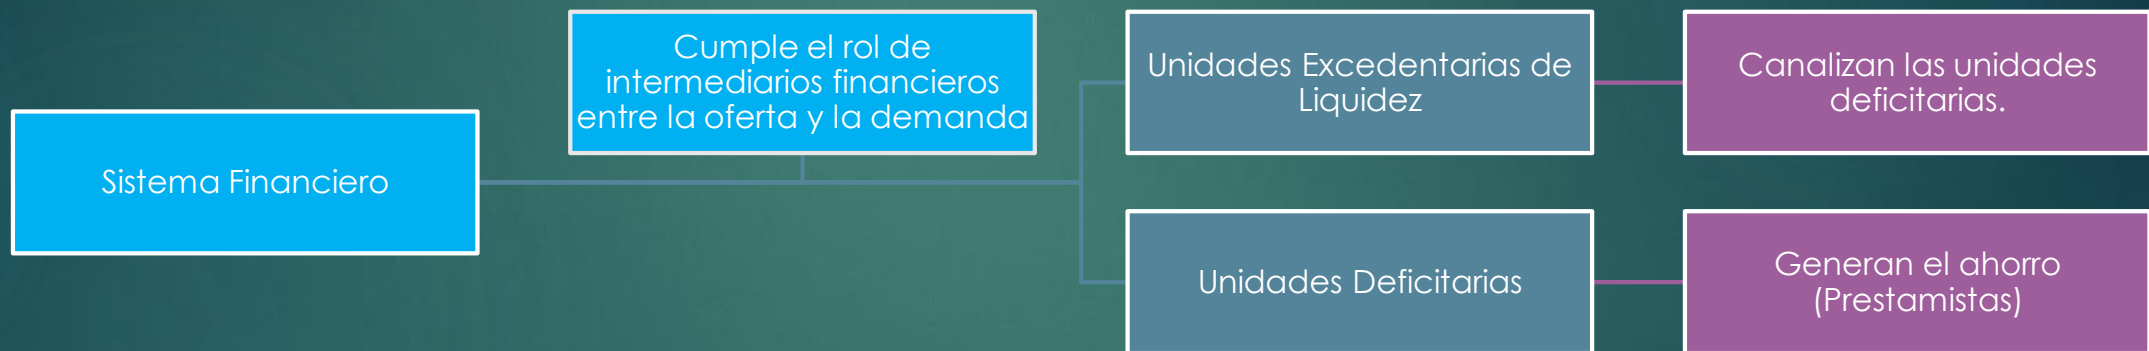 Sistema Financiero
Cumple el rol de
intermediarios financieros
entre la oferta y la demanda
Unidades Excedentarias de
Liquidez
Canalizan las unidades
deficitarias.
Unidades Deficitarias
Generan el ahorro
(Prestamistas)